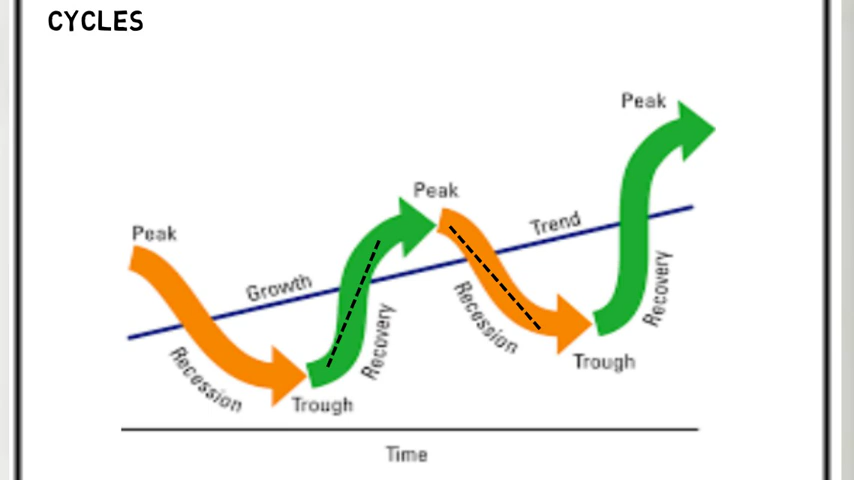 CYCLES
Peak
Peak
Peak
Growth
Trend
Recession
Recovery
Recession
Recovery
Trough
Trough
Time